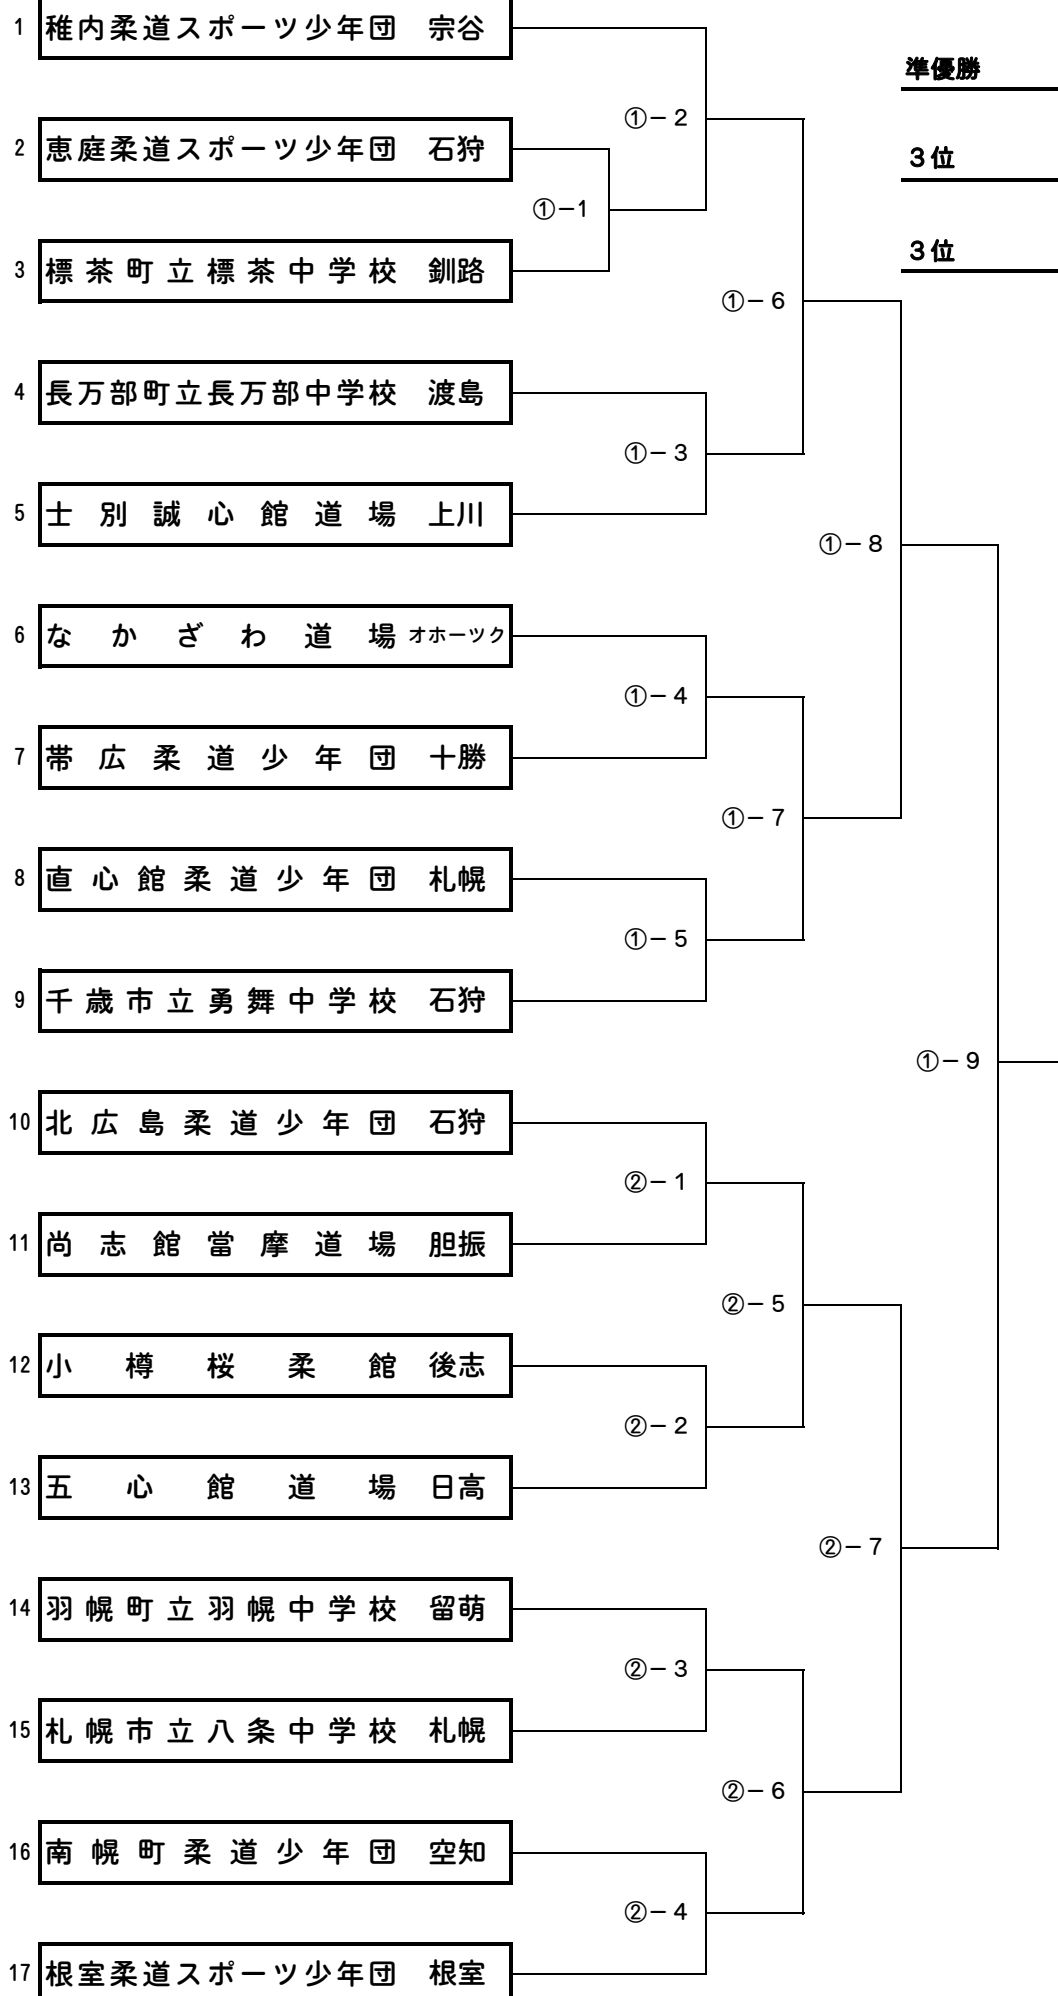 1 稚内柔道スポーツ少年団 宗谷
準優勝
①－２
2 恵庭柔道スポーツ少年団 石狩
３位
①－1
3 標茶町立標茶中学校 釧路
３位
①－６
4 長万部町立長万部中学校 渡島
①－３
5 士別誠心館道場 上川
①－８
6 なかざわ道場 オホーツク
①－４
7 帯広柔道少年団 十勝
①－７
8 直心館柔道少年団 札幌
①－５
9 千歳市立勇舞中学校 石狩
①－９
10 北広島柔道少年団 石狩
②－１
11 尚志館當摩道場 胆振
②－５
12 小樽桜柔館 後志
②－２
13 五心館道場 日高
②－７
14 羽幌町立羽幌中学校 留萌
②－３
15 札幌市立八条中学校 札幌
②－６
16 南幌町柔道少年団 空知
②－４
17 根室柔道スポーツ少年団 根室